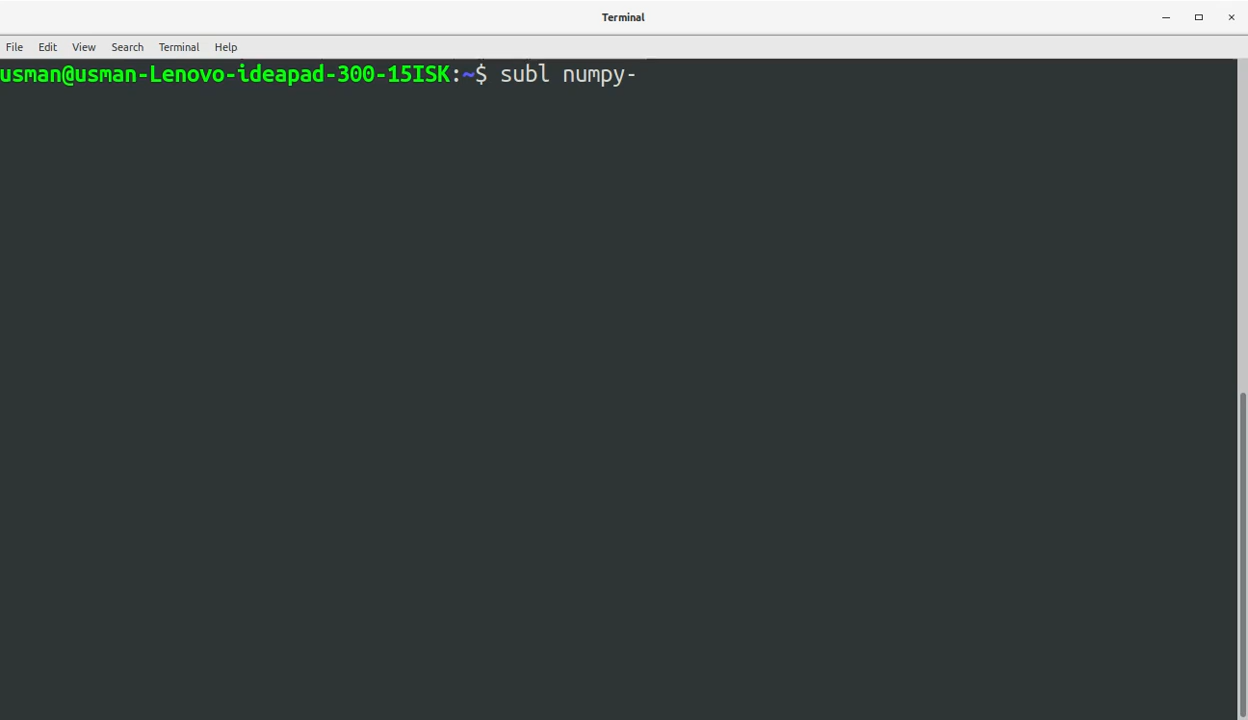 Terminal
File Edit View Search Terminal Help
usman@usman-Lenovo-ideapad-300-15ISK:~$ subl numpy-